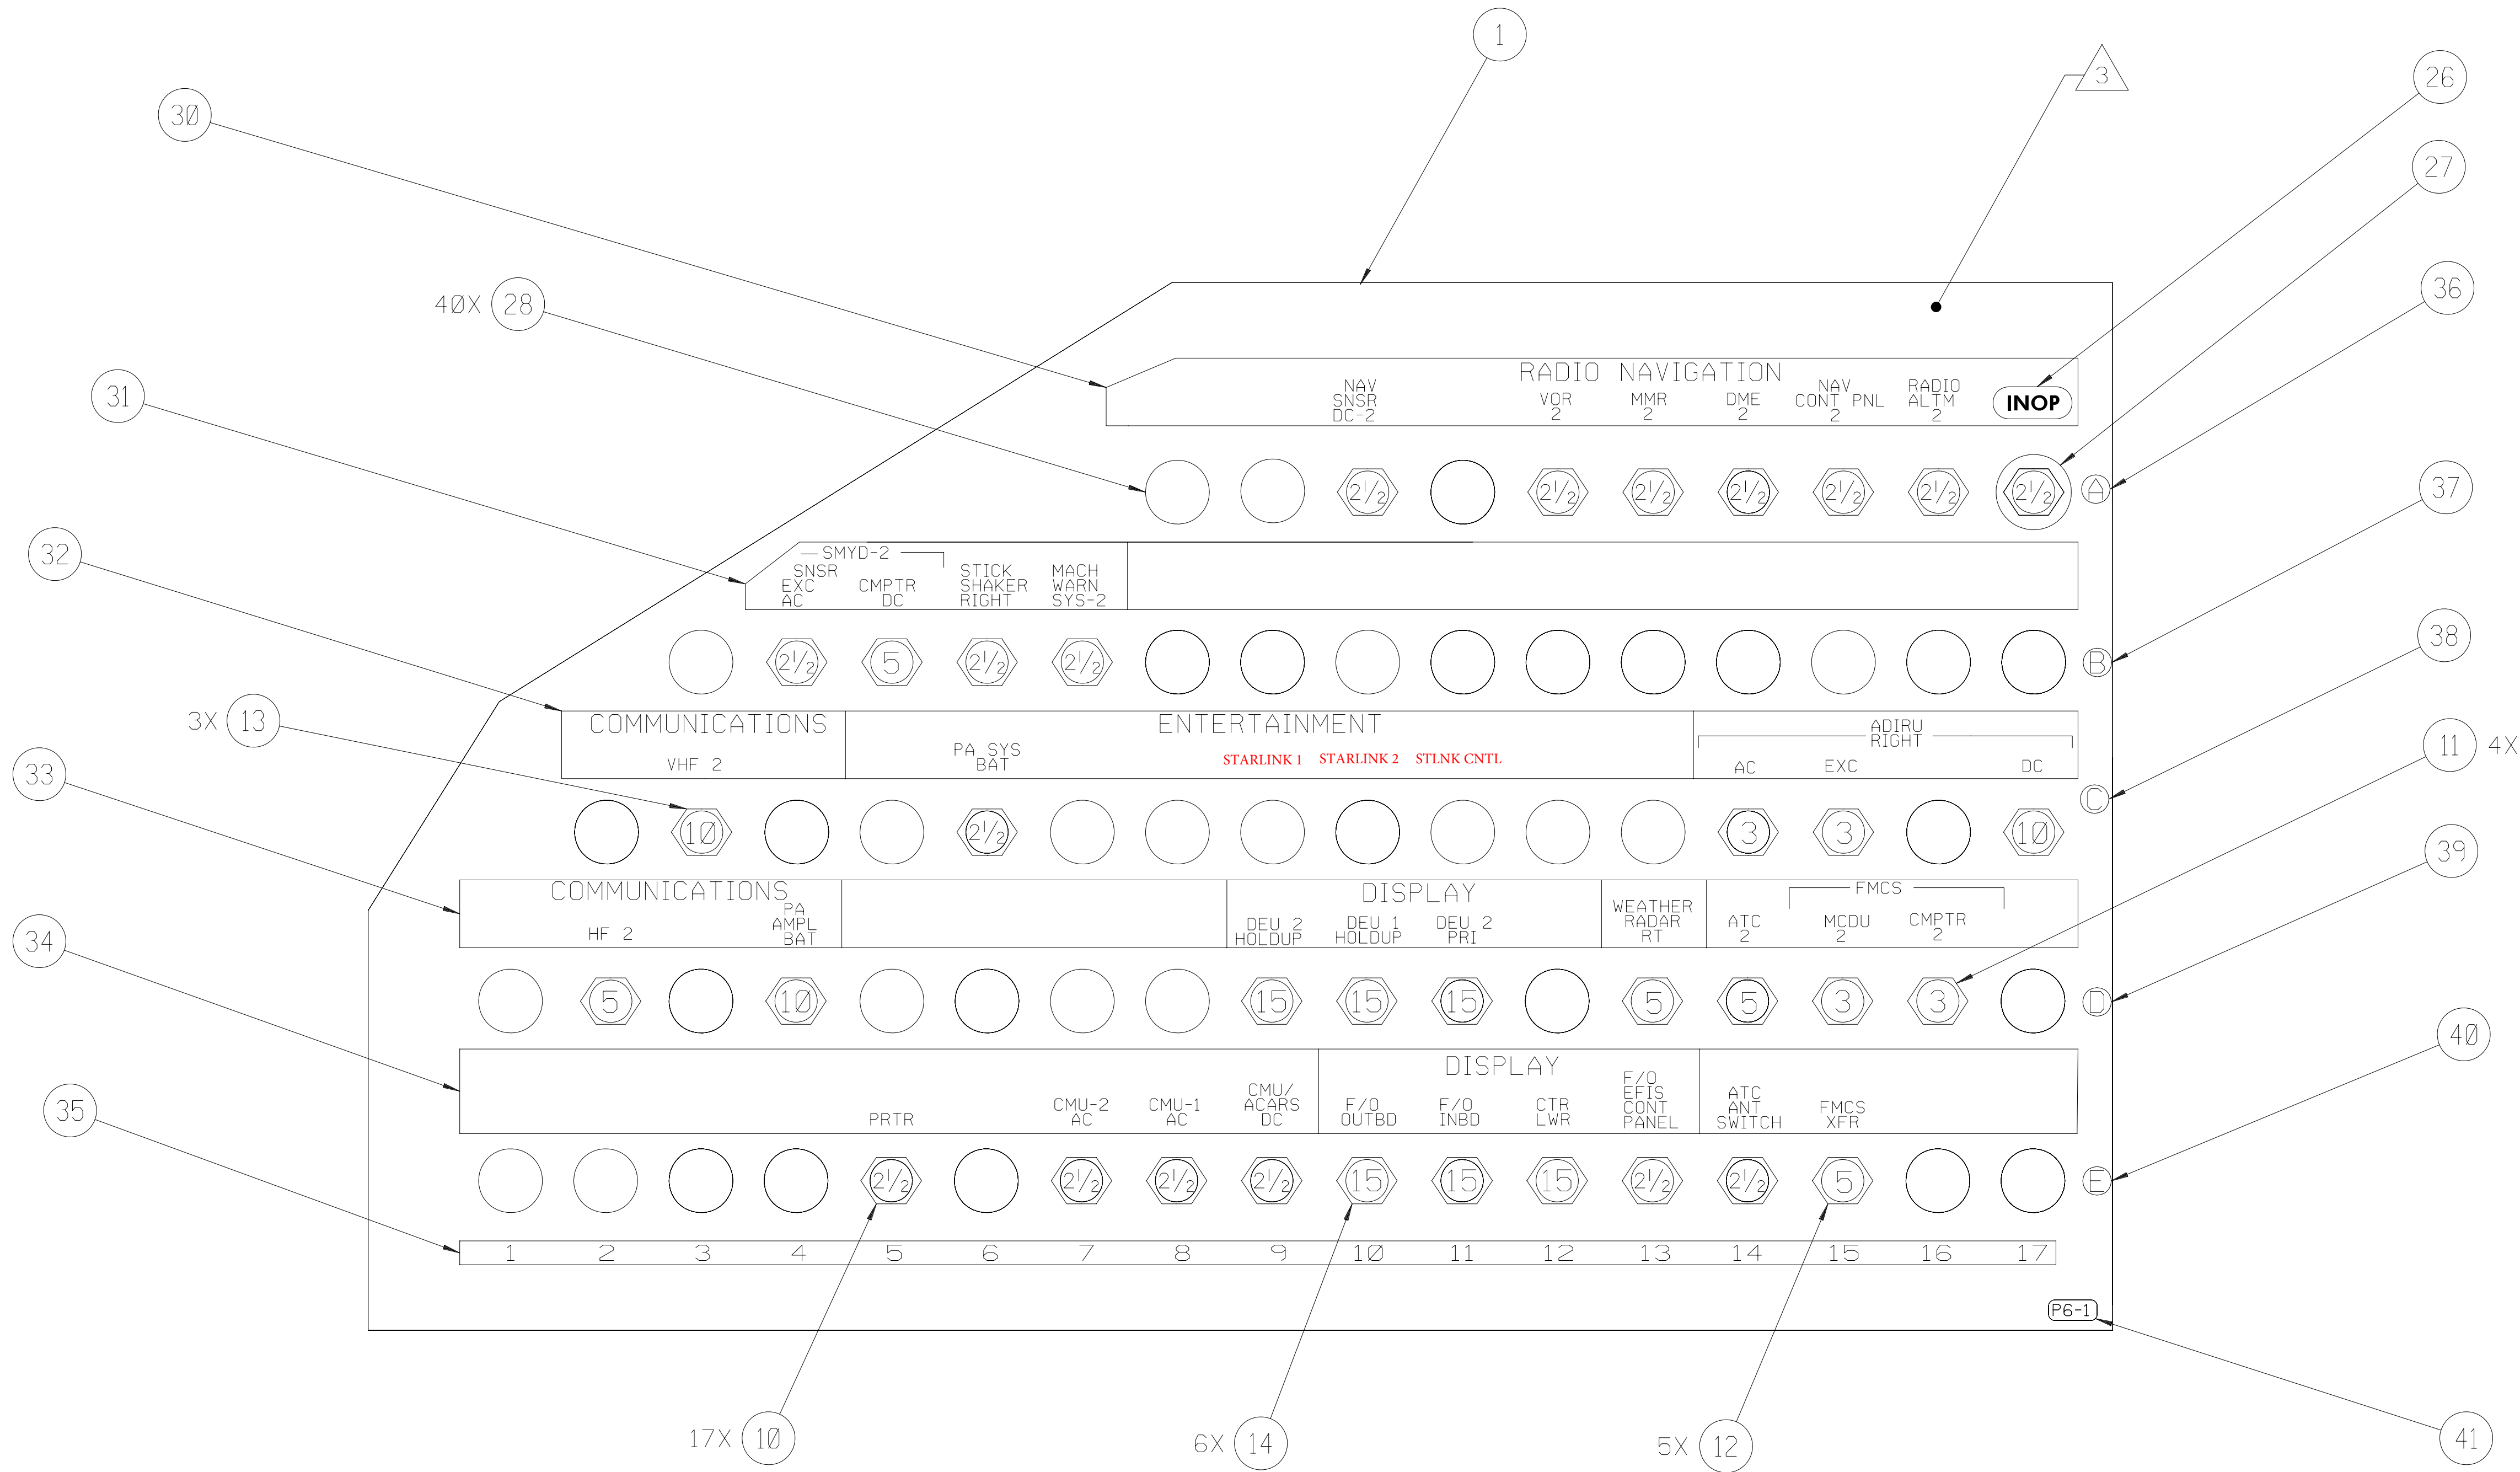 1
3
26
30
27
40X 28
36
31
RADIO NAVIGATION
NAV SNSR DC-2
VOR 2
MMR 2
DME 2
NAV CONT PNL 2
RADIO ALTM 2
INOP
37
2½ 2½ 2½ 2½ 2½ 2½ 2½ A
32
SMYD-2
SNSR EXC AC
CMPTR DC
STICK SHAKER RIGHT
MACH WARN SYS-2
38
2½ 5 2½ 2½ B
3X 13
COMMUNICATIONS
VHF 2
ENTERTAINMENT
PA SYS BAT
STARLINK 1 STARLINK 2 STLNK CNTL
ADIRU RIGHT
AC EXC DC
11 4X
33
10 2½ 3 3 10 C
39
COMMUNICATIONS
HF 2
PA AMPL BAT
DISPLAY
DEU 2 HOLDUP
DEU 1 HOLDUP
DEU 2 PRI
WEATHER RADAR RT
ATC 2
FMCS
MCDU 2
CMPTR 2
34
5 10 15 15 15 5 5 3 3 D
40
PRTR
CMU-2 AC
CMU-1 AC
CMU/ ACARS DC
DISPLAY
F/O OUTBD
F/O INBD
CTR LWR
F/O EFIS CONT PANEL
ATC ANT SWITCH
FMCS XFR
35
2½ 2½ 2½ 2½ 15 15 15 2½ 2½ 5 E
1 2 3 4 5 6 7 8 9 10 11 12 13 14 15 16 17
P6-1
17X 10
6X 14
5X 12
41